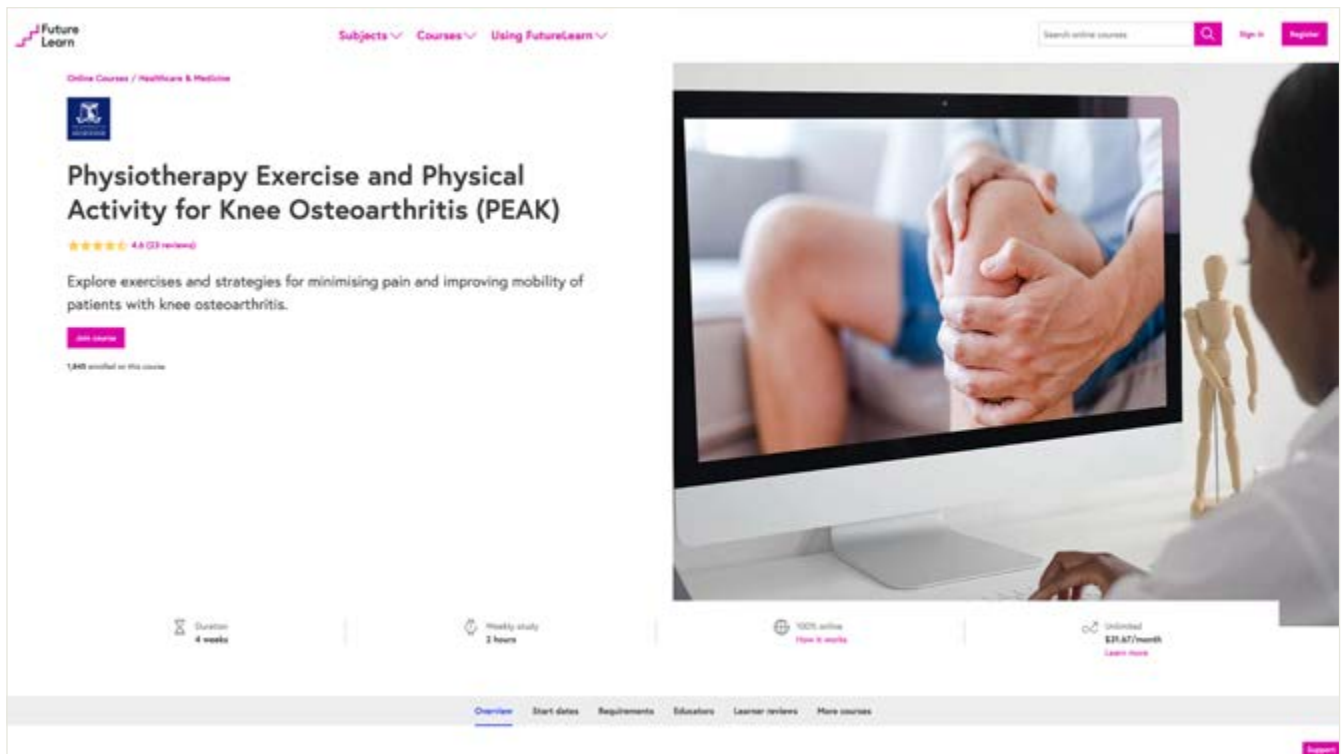 Future
Learn
Subjects
Courses
Using FutureLearn
Search online courses
Sign in
Register
Online Courses / Healthcare & Medicine
Physiotherapy Exercise and Physical
Activity for Knee Osteoarthritis (PEAK)
4.6 (23 reviews)
Explore exercises and strategies for minimising pain and improving mobility of
patients with knee osteoarthritis.
Join course
1,845 enrolled on this course
Duration
4 weeks
Weekly study
2 hours
100% online
How it works
Unlimited
$31.67/month
Learn more
Overview
Start dates
Requirements
Educators
Learner reviews
More courses
Support